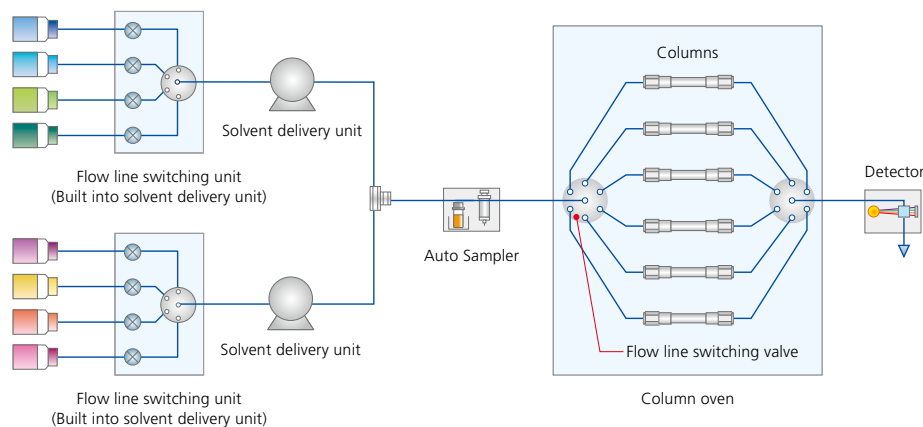 Columns
Solvent delivery unit
Flow line switching unit
(Built into solvent delivery unit)
Detector
Auto Sampler
Solvent delivery unit
Flow line switching valve
Flow line switching unit
(Built into solvent delivery unit)
Column oven